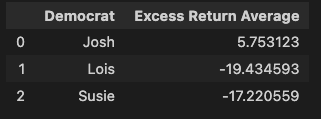 Democrat Excess Return Average
0 Josh 5.753123
1 Lois -19.434593
2 Susie -17.220559